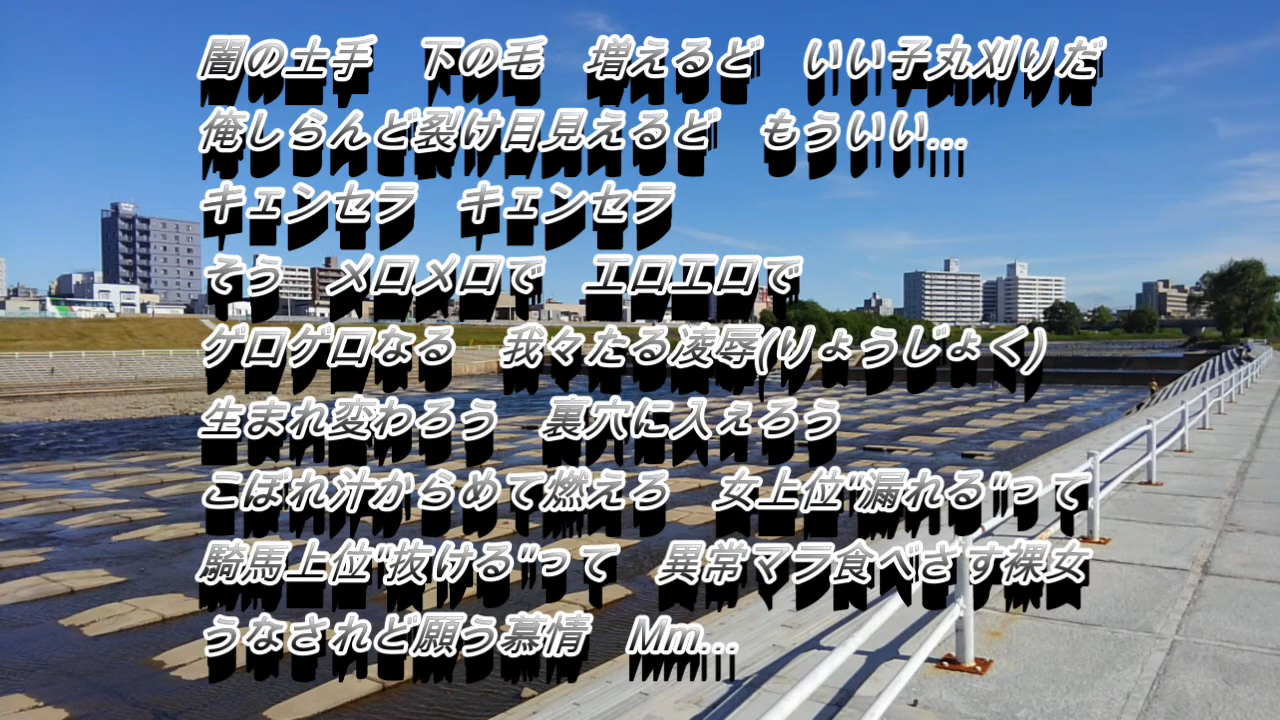 闇の土手　下の毛　増えるど　いい子丸刈りだ
俺しらんど裂け目見えるど　もういい...
キェンセラ　キェンセラ
そう　メロメロで　エロエロで
ゲロゲロなる　我々たる凌辱(りょうじょく)
生まれ変わろう　裏穴に入ぇろう
こぼれ汁からめて燃えろ　女上位"漏れる"って
騎馬上位"抜ける"って　異常マラ食べざす裸女
うなされど願う慕情　Mm...